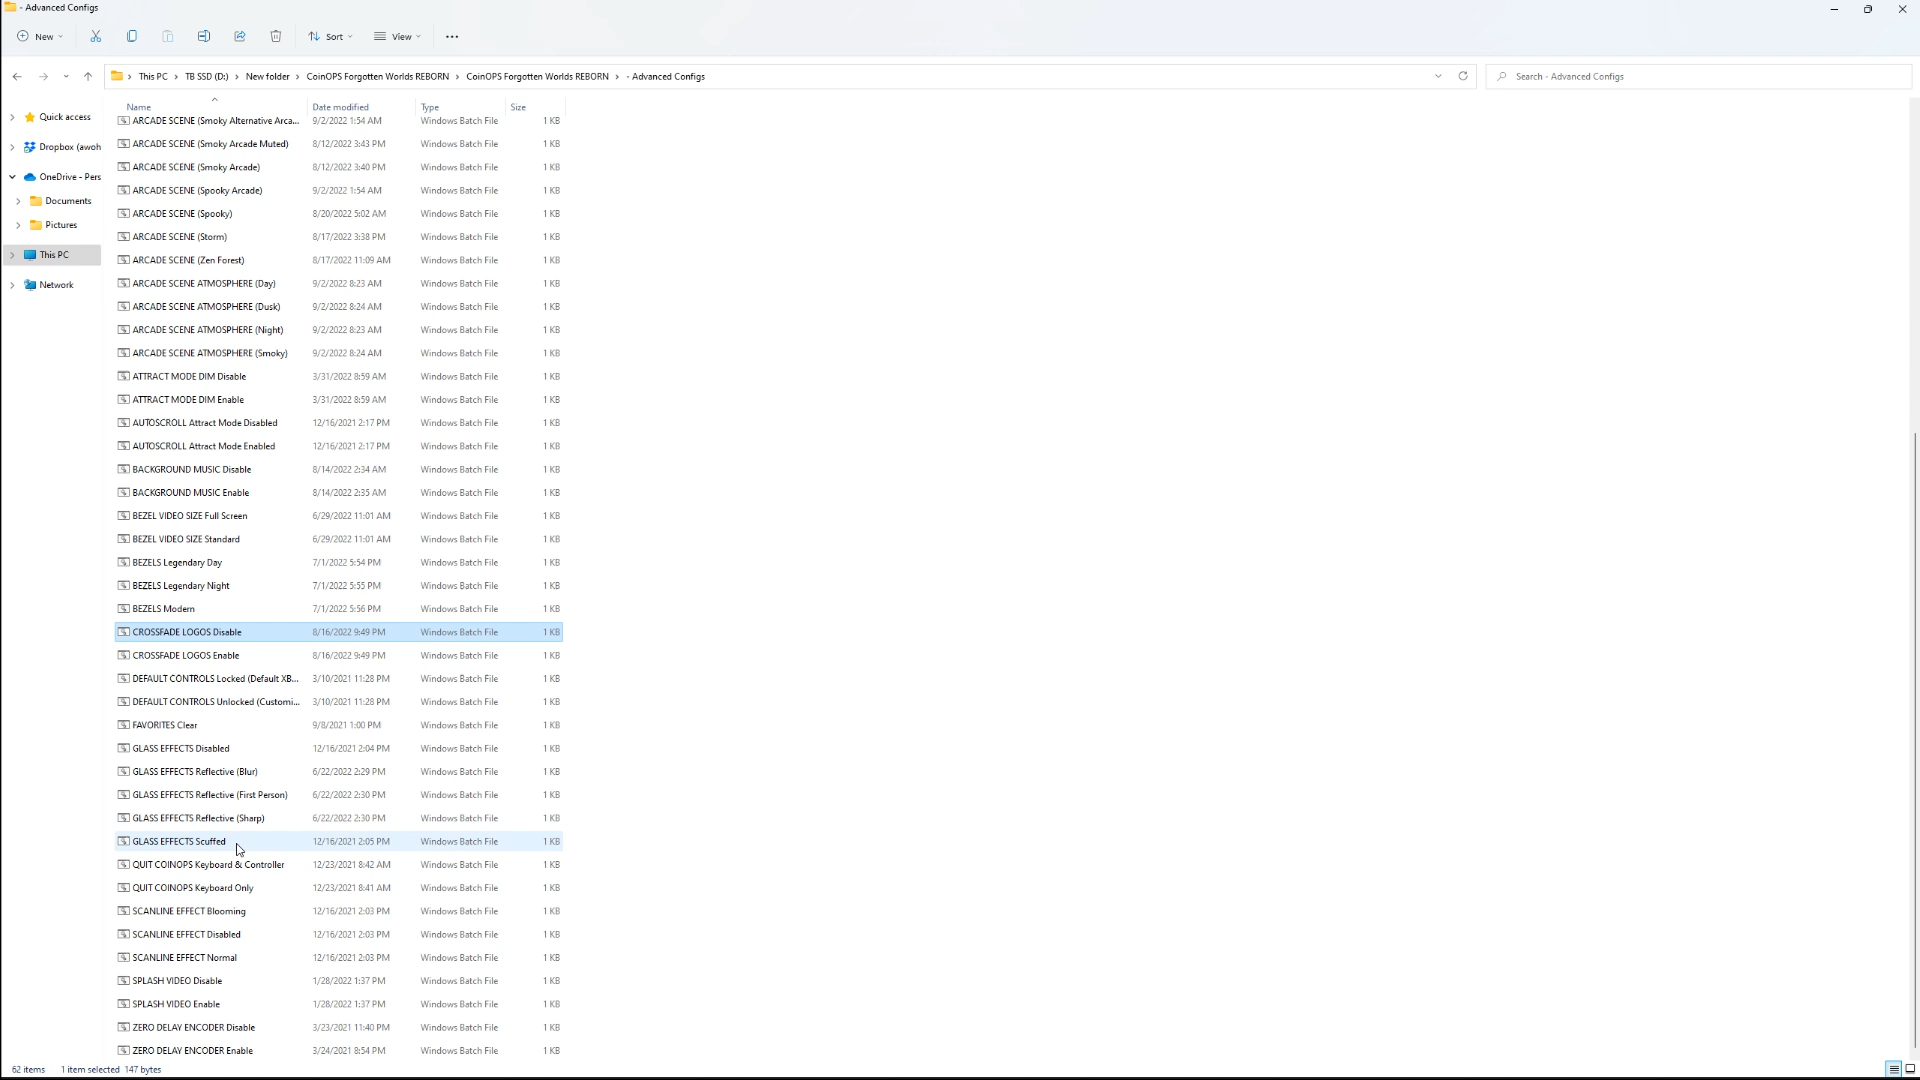 - Advanced Configs
New
Sort
View
This PC > TB SSD (D:) > New folder > CoinOPS Forgotten Worlds REBORN > CoinOPS Forgotten Worlds REBORN > - Advanced Configs
Search - Advanced Configs
Name Date modified Type Size
Quick access
Dropbox (awoh
OneDrive - Pers
Documents
Pictures
This PC
Network
ARCADE SCENE (Smoky Alternative Arca... 9/2/2022 1:54 AM Windows Batch File 1 KB
ARCADE SCENE (Smoky Arcade Muted) 8/12/2022 3:43 PM Windows Batch File 1 KB
ARCADE SCENE (Smoky Arcade) 8/12/2022 3:40 PM Windows Batch File 1 KB
ARCADE SCENE (Spooky Arcade) 9/2/2022 1:54 AM Windows Batch File 1 KB
ARCADE SCENE (Spooky) 8/20/2022 5:02 AM Windows Batch File 1 KB
ARCADE SCENE (Storm) 8/17/2022 3:38 PM Windows Batch File 1 KB
ARCADE SCENE (Zen Forest) 8/17/2022 11:09 AM Windows Batch File 1 KB
ARCADE SCENE ATMOSPHERE (Day) 9/2/2022 8:23 AM Windows Batch File 1 KB
ARCADE SCENE ATMOSPHERE (Dusk) 9/2/2022 8:24 AM Windows Batch File 1 KB
ARCADE SCENE ATMOSPHERE (Night) 9/2/2022 8:23 AM Windows Batch File 1 KB
ARCADE SCENE ATMOSPHERE (Smoky) 9/2/2022 8:24 AM Windows Batch File 1 KB
ATTRACT MODE DIM Disable 3/31/2022 8:59 AM Windows Batch File 1 KB
ATTRACT MODE DIM Enable 3/31/2022 8:59 AM Windows Batch File 1 KB
AUTOSCROLL Attract Mode Disabled 12/16/2021 2:17 PM Windows Batch File 1 KB
AUTOSCROLL Attract Mode Enabled 12/16/2021 2:17 PM Windows Batch File 1 KB
BACKGROUND MUSIC Disable 8/14/2022 2:34 AM Windows Batch File 1 KB
BACKGROUND MUSIC Enable 8/14/2022 2:35 AM Windows Batch File 1 KB
BEZEL VIDEO SIZE Full Screen 6/29/2022 11:01 AM Windows Batch File 1 KB
BEZEL VIDEO SIZE Standard 6/29/2022 11:01 AM Windows Batch File 1 KB
BEZELS Legendary Day 7/1/2022 5:54 PM Windows Batch File 1 KB
BEZELS Legendary Night 7/1/2022 5:55 PM Windows Batch File 1 KB
BEZELS Modern 7/1/2022 5:56 PM Windows Batch File 1 KB
CROSSFADE LOGOS Disable 8/16/2022 9:49 PM Windows Batch File 1 KB
CROSSFADE LOGOS Enable 8/16/2022 9:49 PM Windows Batch File 1 KB
DEFAULT CONTROLS Locked (Default XB... 3/10/2021 11:28 PM Windows Batch File 1 KB
DEFAULT CONTROLS Unlocked (Customi... 3/10/2021 11:28 PM Windows Batch File 1 KB
FAVORITES Clear 9/8/2021 1:00 PM Windows Batch File 1 KB
GLASS EFFECTS Disabled 12/16/2021 2:04 PM Windows Batch File 1 KB
GLASS EFFECTS Reflective (Blur) 6/22/2022 2:29 PM Windows Batch File 1 KB
GLASS EFFECTS Reflective (First Person) 6/22/2022 2:30 PM Windows Batch File 1 KB
GLASS EFFECTS Reflective (Sharp) 6/22/2022 2:30 PM Windows Batch File 1 KB
GLASS EFFECTS Scuffed 12/16/2021 2:05 PM Windows Batch File 1 KB
QUIT COINOPS Keyboard & Controller 12/23/2021 8:42 AM Windows Batch File 1 KB
QUIT COINOPS Keyboard Only 12/23/2021 8:41 AM Windows Batch File 1 KB
SCANLINE EFFECT Blooming 12/16/2021 2:03 PM Windows Batch File 1 KB
SCANLINE EFFECT Disabled 12/16/2021 2:03 PM Windows Batch File 1 KB
SCANLINE EFFECT Normal 12/16/2021 2:03 PM Windows Batch File 1 KB
SPLASH VIDEO Disable 1/28/2022 1:37 PM Windows Batch File 1 KB
SPLASH VIDEO Enable 1/28/2022 1:37 PM Windows Batch File 1 KB
ZERO DELAY ENCODER Disable 3/23/2021 11:40 PM Windows Batch File 1 KB
ZERO DELAY ENCODER Enable 3/24/2021 8:54 PM Windows Batch File 1 KB
62 items 1 item selected 147 bytes